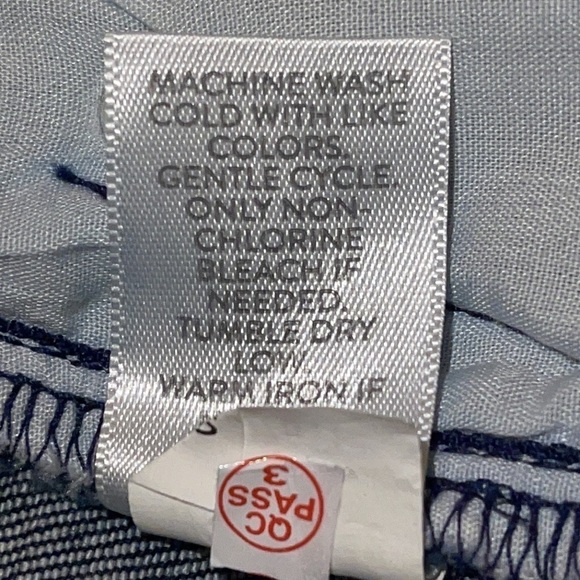 MACHINE WASH
COLD WITH LIKE
COLORS.
GENTLE CYCLE.
ONLY NON-
CHLORINE
BLEACH IF
NEEDED.
TUMBLE DRY
LOW.
WARM IRON IF
QC
PASS
3